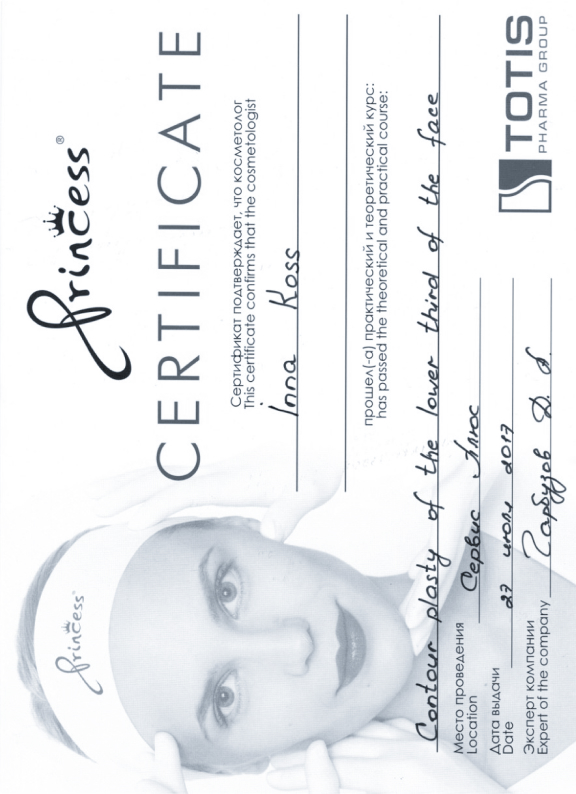 Princess®
CERTIFICATE
Сертификат подтверждает, что косметолог
This certificate confirms that the cosmetologist
Inna Koss
прошел(-а) практический и теоретический курс:
has passed the theoretical and practical course:
Contour plasty of the lower third of the face
Место проведения
Location
Сервис Плюс
Дата выдачи
Date
27 июля 2017
Эксперт компании
Expert of the company
Гарбузов Д.
TOTIS
PHARMA GROUP
Princess®